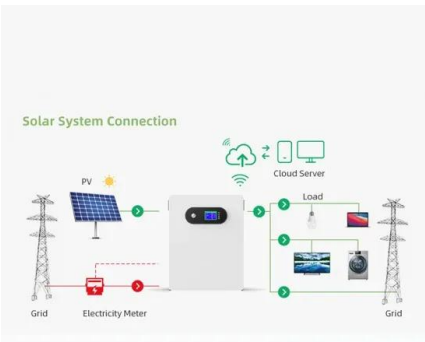 Solar System Connection
PV
Cloud Server
Load
Grid
Electricity Meter
Grid